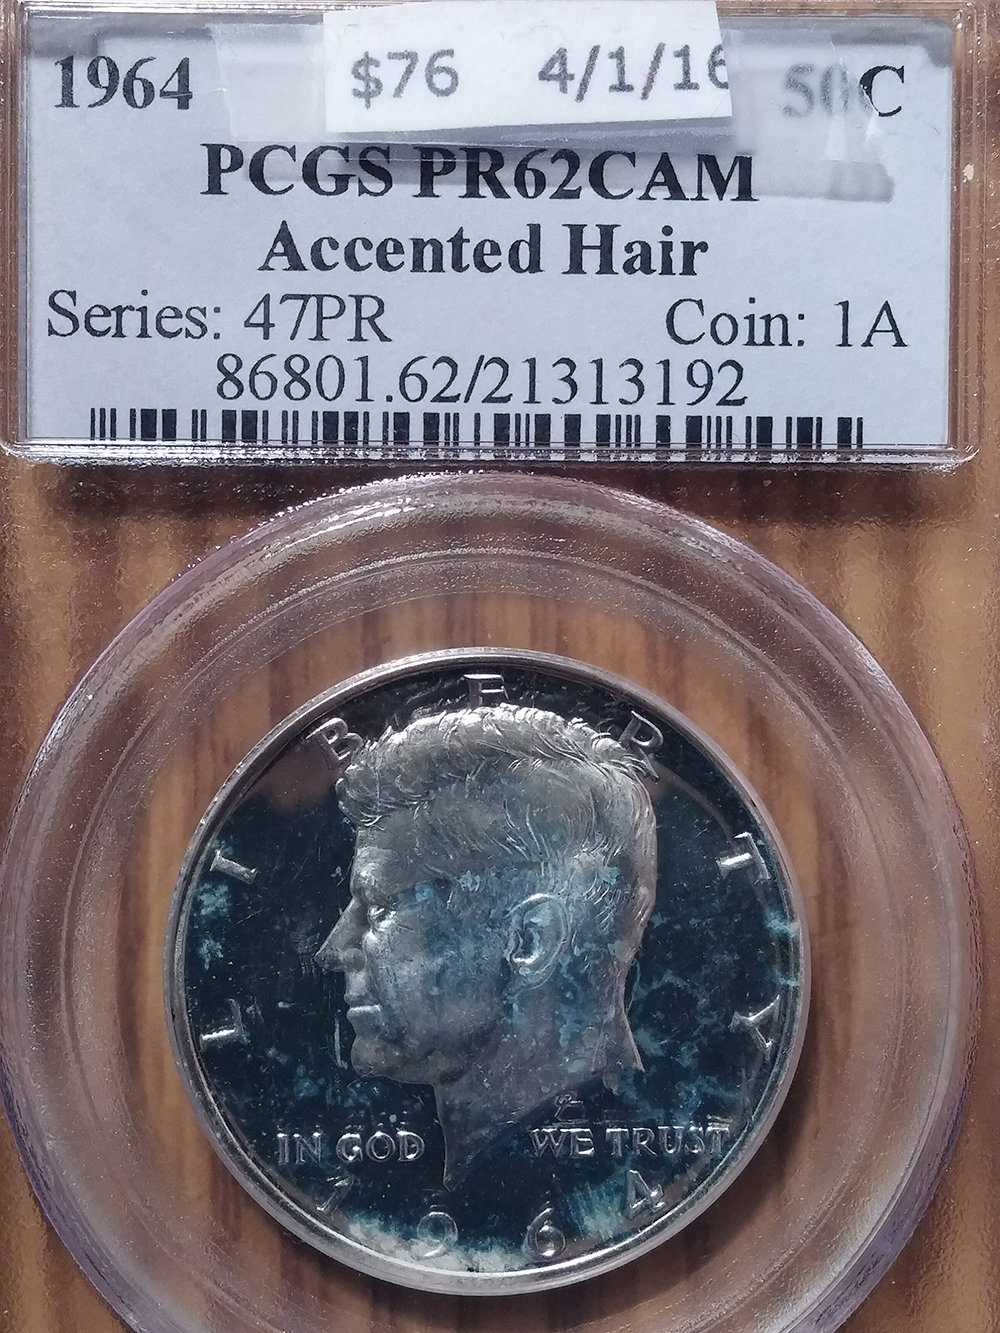 1964 $76 4/1/16 50C
PCGS PR62CAM
Accented Hair
Series: 47PR Coin: 1A
86801.62/21313192
LIBERTY
IN GOD WE TRUST
1964